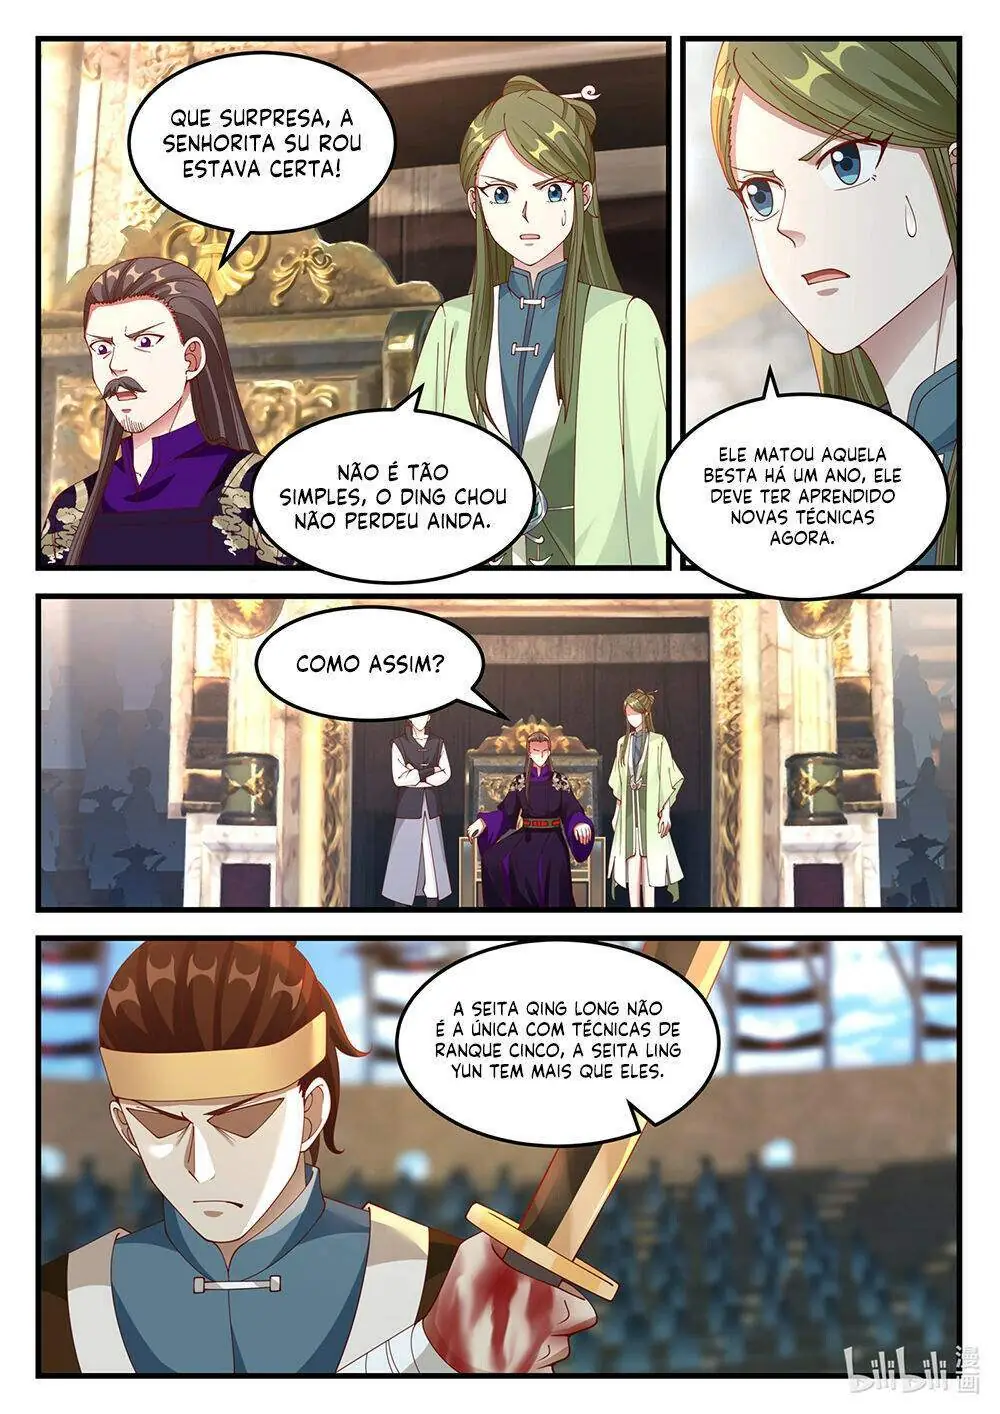 QUE SURPRESA, A
SENHORITA SU ROU
ESTAVA CERTA!
NÃO É TÃO
SIMPLES, O DING CHOU
NÃO PERDEU AINDA.
ELE MATOU AQUELA
BESTA HÁ UM ANO, ELE
DEVE TER APRENDIDO
NOVAS TÉCNICAS
AGORA.
COMO ASSIM?
A SEITA QING LONG NÃO
É A ÚNICA COM TÉCNICAS DE
RANQUE CINCO, A SEITA LING
YUN TEM MAIS QUE ELES.
bilibili 漫画